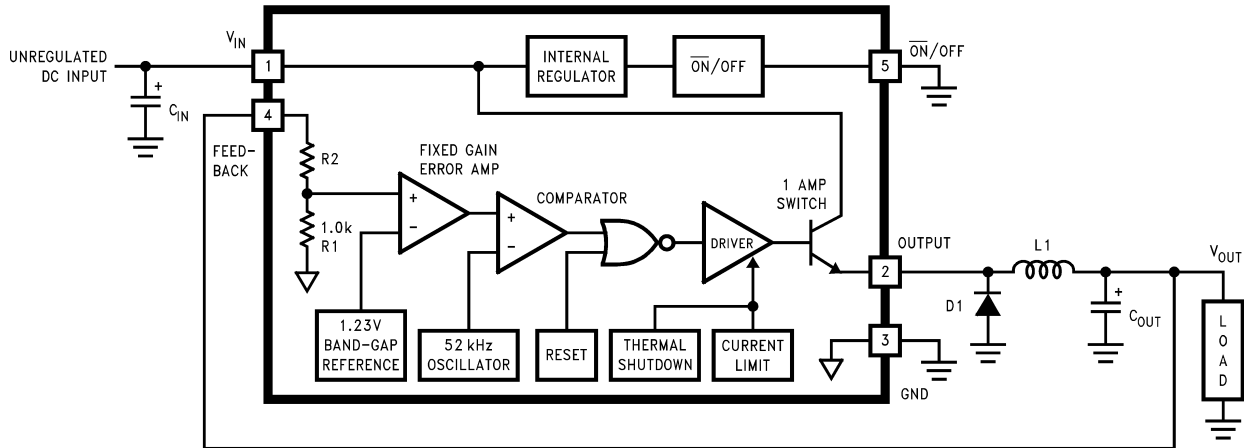 UNREGULATED
DC INPUT
V_IN
1
+
C_IN
4
FEED-
BACK
INTERNAL
REGULATOR
O̅N̅/OFF
5
O̅N̅/OFF
R2
1.0k
R1
FIXED GAIN
ERROR AMP
+
-
COMPARATOR
+
-
DRIVER
1 AMP
SWITCH
OUTPUT
2
L1
V_OUT
D1
+
C_OUT
L
O
A
D
3
GND
1.23V
BAND-GAP
REFERENCE
52 kHz
OSCILLATOR
RESET
THERMAL
SHUTDOWN
CURRENT
LIMIT